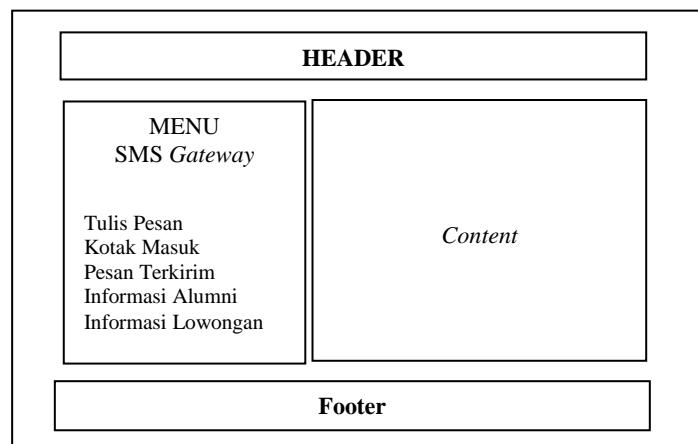 HEADER
MENU
SMS Gateway
Tulis Pesan
Kotak Masuk
Pesan Terkirim
Informasi Alumni
Informasi Lowongan
Content
Footer